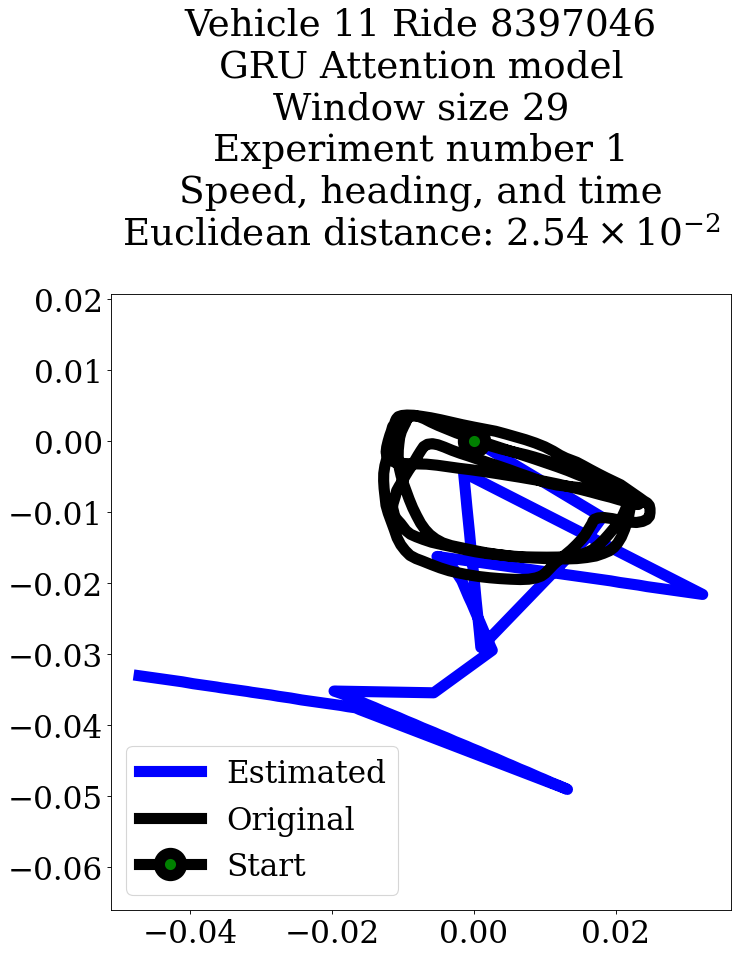 Vehicle 11 Ride 8397046
GRU Attention model
Window size 29
Experiment number 1
Speed, heading, and time
Euclidean distance: 2.54 × 10⁻²
0.02
0.01
0.00
−0.01
−0.02
−0.03
−0.04
−0.05
−0.06
Estimated
Original
Start
−0.04 −0.02 0.00 0.02